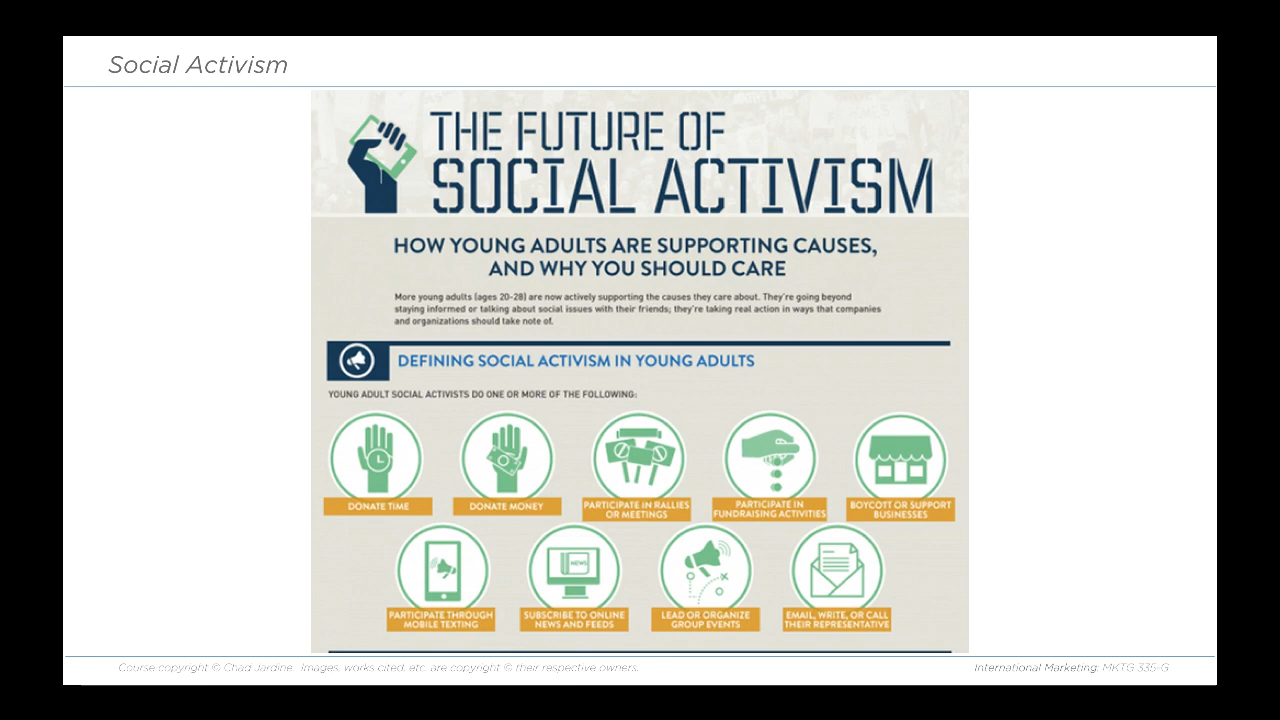 Social Activism
THE FUTURE OF
SOCIAL ACTIVISM
HOW YOUNG ADULTS ARE SUPPORTING CAUSES,
AND WHY YOU SHOULD CARE
More young adults (ages 20-28) are now actively supporting the causes they care about. They're going beyond
staying informed or talking about social issues with their friends; they're taking real action in ways that companies
and organizations should take note of.
DEFINING SOCIAL ACTIVISM IN YOUNG ADULTS
YOUNG ADULT SOCIAL ACTIVISTS DO ONE OR MORE OF THE FOLLOWING:
DONATE TIME
DONATE MONEY
PARTICIPATE IN RALLIES
OR MEETINGS
PARTICIPATE IN
FUNDRAISING ACTIVITIES
BOYCOTT OR SUPPORT
BUSINESSES
NEWS
PARTICIPATE THROUGH
MOBILE TEXTING
SUBSCRIBE TO ONLINE
NEWS AND FEEDS
LEAD OR ORGANIZE
GROUP EVENTS
EMAIL, WRITE, OR CALL
THEIR REPRESENTATIVE
Course copyright © Chad Jardine. Images, works cited, etc. are copyright © their respective owners.
International Marketing: MKTG 335-G